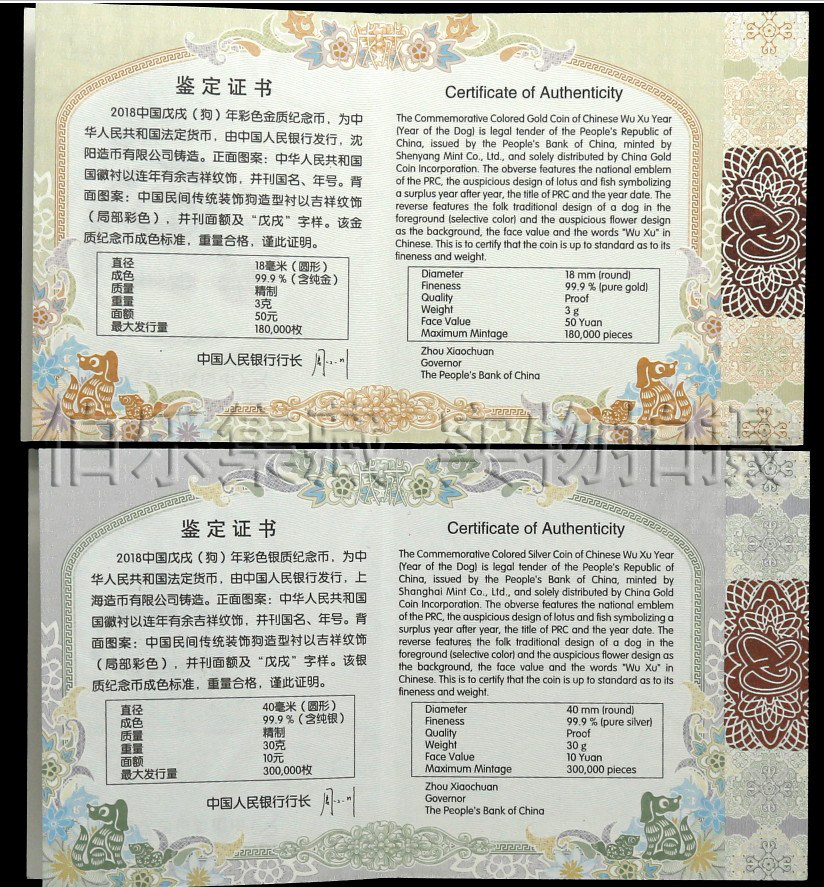 鉴定证书
2018中国戊戌（狗）年彩色金质纪念币，为中
华人民共和国法定货币，由中国人民银行发行，沈
阳造币有限公司铸造。正面图案：中华人民共和国
国徽衬以连年有余吉祥纹饰，并刊国名、年号。背
面图案：中国民间传统装饰狗造型衬以吉祥纹饰
（局部彩色），并刊面额及“戊戌”字样。该金
质纪念币成色标准，重量合格，谨此证明。
直径 18毫米（圆形）
成色 99.9 %（含纯金）
质量 精制
重量 3克
面额 50元
最大发行量 180,000枚
中国人民银行行长
Certificate of Authenticity
The Commemorative Colored Gold Coin of Chinese Wu Xu Year
(Year of the Dog) is legal tender of the People's Republic of
China, issued by the People's Bank of China, minted by
Shenyang Mint Co., Ltd., and solely distributed by China Gold
Coin Incorporation. The obverse features the national emblem
of the PRC, the auspicious design of lotus and fish symbolizing
a surplus year after year, the title of PRC and the year date. The
reverse features the folk traditional design of a dog in the
foreground (selective color) and the auspicious flower design
as the background, the face value and the words "Wu Xu" in
Chinese. This is to certify that the coin is up to standard as to its
fineness and weight.
Diameter 18 mm (round)
Fineness 99.9 % (pure gold)
Quality Proof
Weight 3 g
Face Value 50 Yuan
Maximum Mintage 180,000 pieces
Zhou Xiaochuan
Governor
The People's Bank of China
鉴定证书
2018中国戊戌（狗）年彩色银质纪念币，为中
华人民共和国法定货币，由中国人民银行发行，上
海造币有限公司铸造。正面图案：中华人民共和国
国徽衬以连年有余吉祥纹饰，并刊国名、年号。背
面图案：中国民间传统装饰狗造型衬以吉祥纹饰
（局部彩色），并刊面额及“戊戌”字样。该银
质纪念币成色标准，重量合格，谨此证明。
直径 40毫米（圆形）
成色 99.9 %（含纯银）
质量 精制
重量 30克
面额 10元
最大发行量 300,000枚
中国人民银行行长
Certificate of Authenticity
The Commemorative Colored Silver Coin of Chinese Wu Xu Year
(Year of the Dog) is legal tender of the People's Republic of
China, issued by the People's Bank of China, minted by
Shanghai Mint Co., Ltd., and solely distributed by China Gold
Coin Incorporation. The obverse features the national emblem
of the PRC, the auspicious design of lotus and fish symbolizing a
surplus year after year, the title of PRC and the year date. The
reverse features the folk traditional design of a dog in the
foreground (selective color) and the auspicious flower design as
the background, the face value and the words "Wu Xu" in
Chinese. This is to certify that the coin is up to standard as to its
fineness and weight.
Diameter 40 mm (round)
Fineness 99.9 % (pure silver)
Quality Proof
Weight 30 g
Face Value 10 Yuan
Maximum Mintage 300,000 pieces
Zhou Xiaochuan
Governor
The People's Bank of China